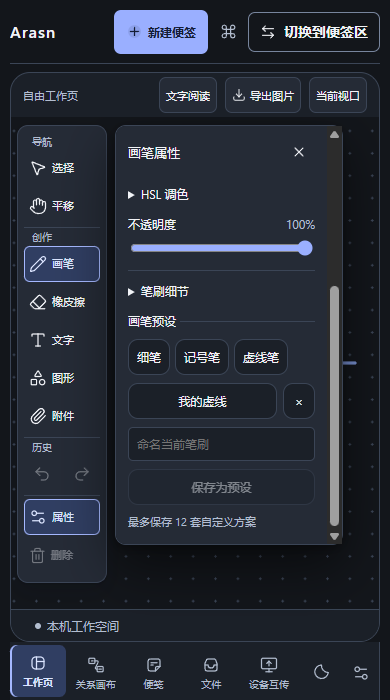 Arasn
新建便签
切换到便签区
自由工作页
文字阅读
导出图片
当前视口
导航
选择
平移
创作
画笔
橡皮擦
文字
图形
附件
历史
属性
删除
画笔属性
HSL 调色
不透明度 100%
笔刷细节
画笔预设
细笔 记号笔 虚线笔
我的虚线 ×
命名当前笔刷
保存为预设
最多保存 12 套自定义方案
本机工作空间
工作页 关系画布 便笺 文件 设备互传